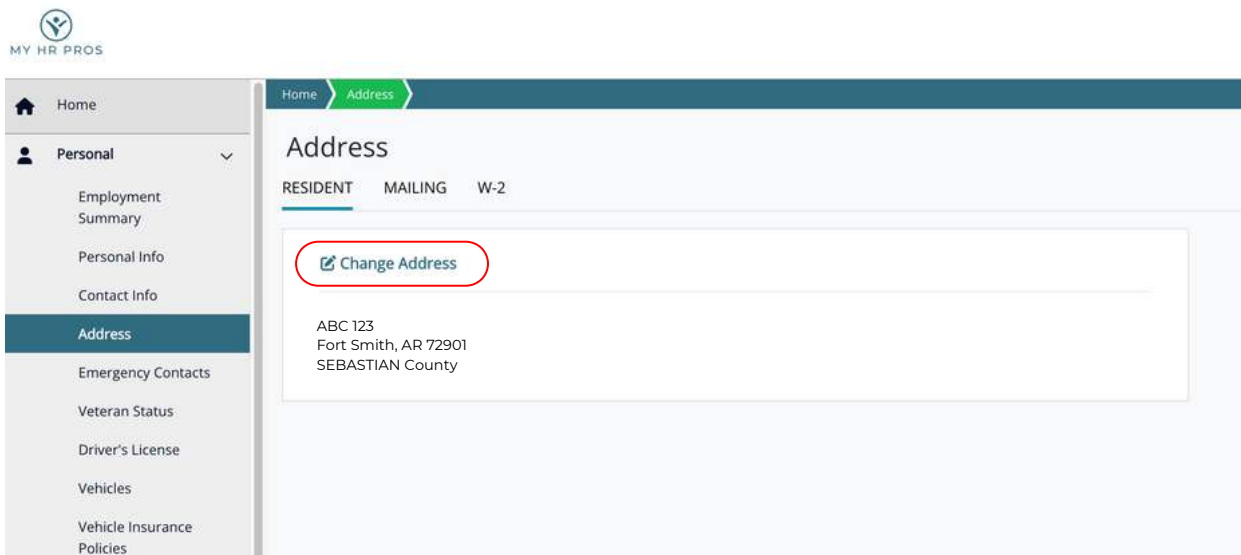 MY HR PROS
Home
Personal
Employment
Summary
Personal Info
Contact Info
Address
Emergency Contacts
Veteran Status
Driver's License
Vehicles
Vehicle Insurance
Policies
Home Address
Address
RESIDENT MAILING W-2
Change Address
ABC 123
Fort Smith, AR 72901
SEBASTIAN County